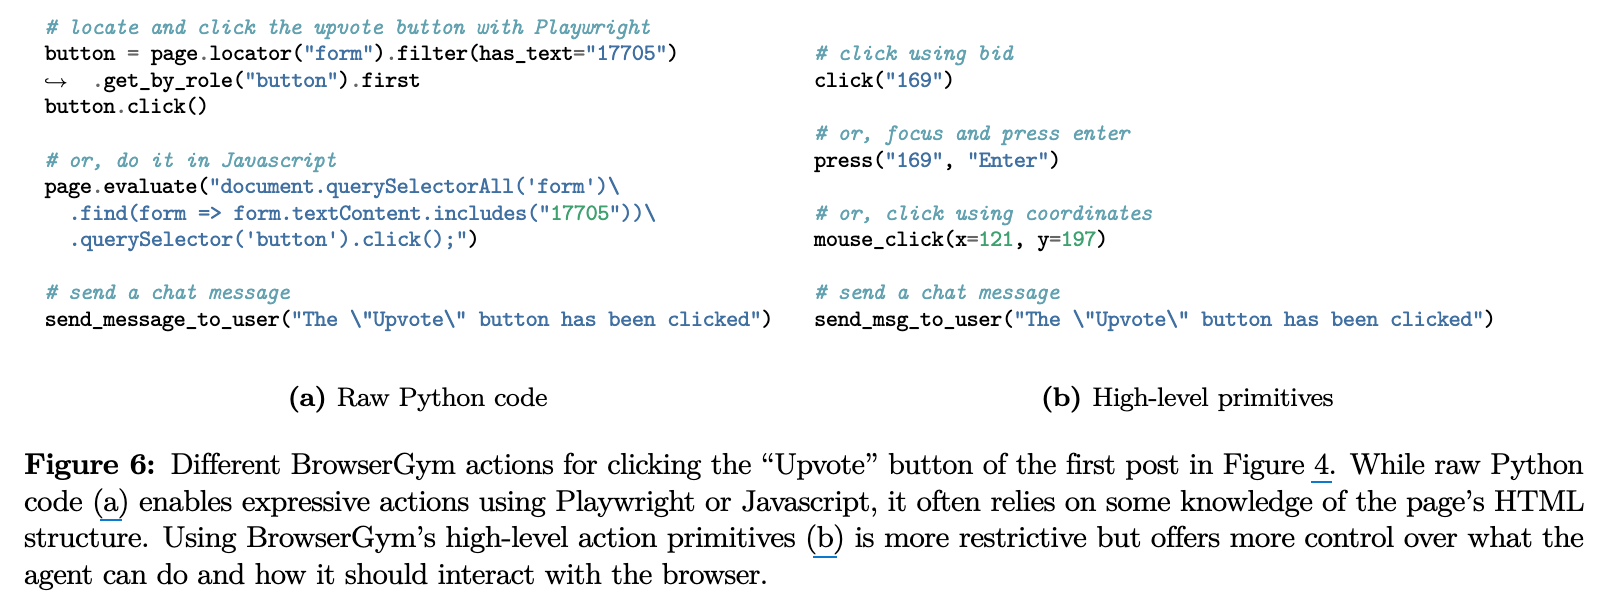 # locate and click the upvote button with Playwright
button = page.locator("form").filter(has_text="17705")
↪  .get_by_role("button").first
button.click()

# or, do it in Javascript
page.evaluate("document.querySelectorAll('form')\
  .find(form => form.textContent.includes("17705"))\
  .querySelector('button').click();")

# send a chat message
send_message_to_user("The \"Upvote\" button has been clicked")

(a) Raw Python code

# click using bid
click("169")

# or, focus and press enter
press("169", "Enter")

# or, click using coordinates
mouse_click(x=121, y=197)

# send a chat message
send_msg_to_user("The \"Upvote\" button has been clicked")

(b) High-level primitives

Figure 6: Different BrowserGym actions for clicking the “Upvote” button of the first post in Figure 4. While raw Python
code (a) enables expressive actions using Playwright or Javascript, it often relies on some knowledge of the page’s HTML
structure. Using BrowserGym’s high-level action primitives (b) is more restrictive but offers more control over what the
agent can do and how it should interact with the browser.